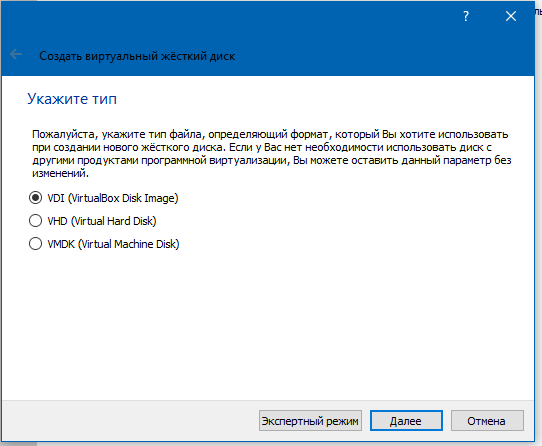 ?
ль
Создать виртуальный жёсткий диск
Укажите тип
Пожалуйста, укажите тип файла, определяющий формат, который Вы хотите использовать
при создании нового жёсткого диска. Если у Вас нет необходимости использовать диск с
другими продуктами программной виртуализации, Вы можете оставить данный параметр без
изменений.
VDI (VirtualBox Disk Image)
VHD (Virtual Hard Disk)
VMDK (Virtual Machine Disk)
Экспертный режим
Далее
Отмена